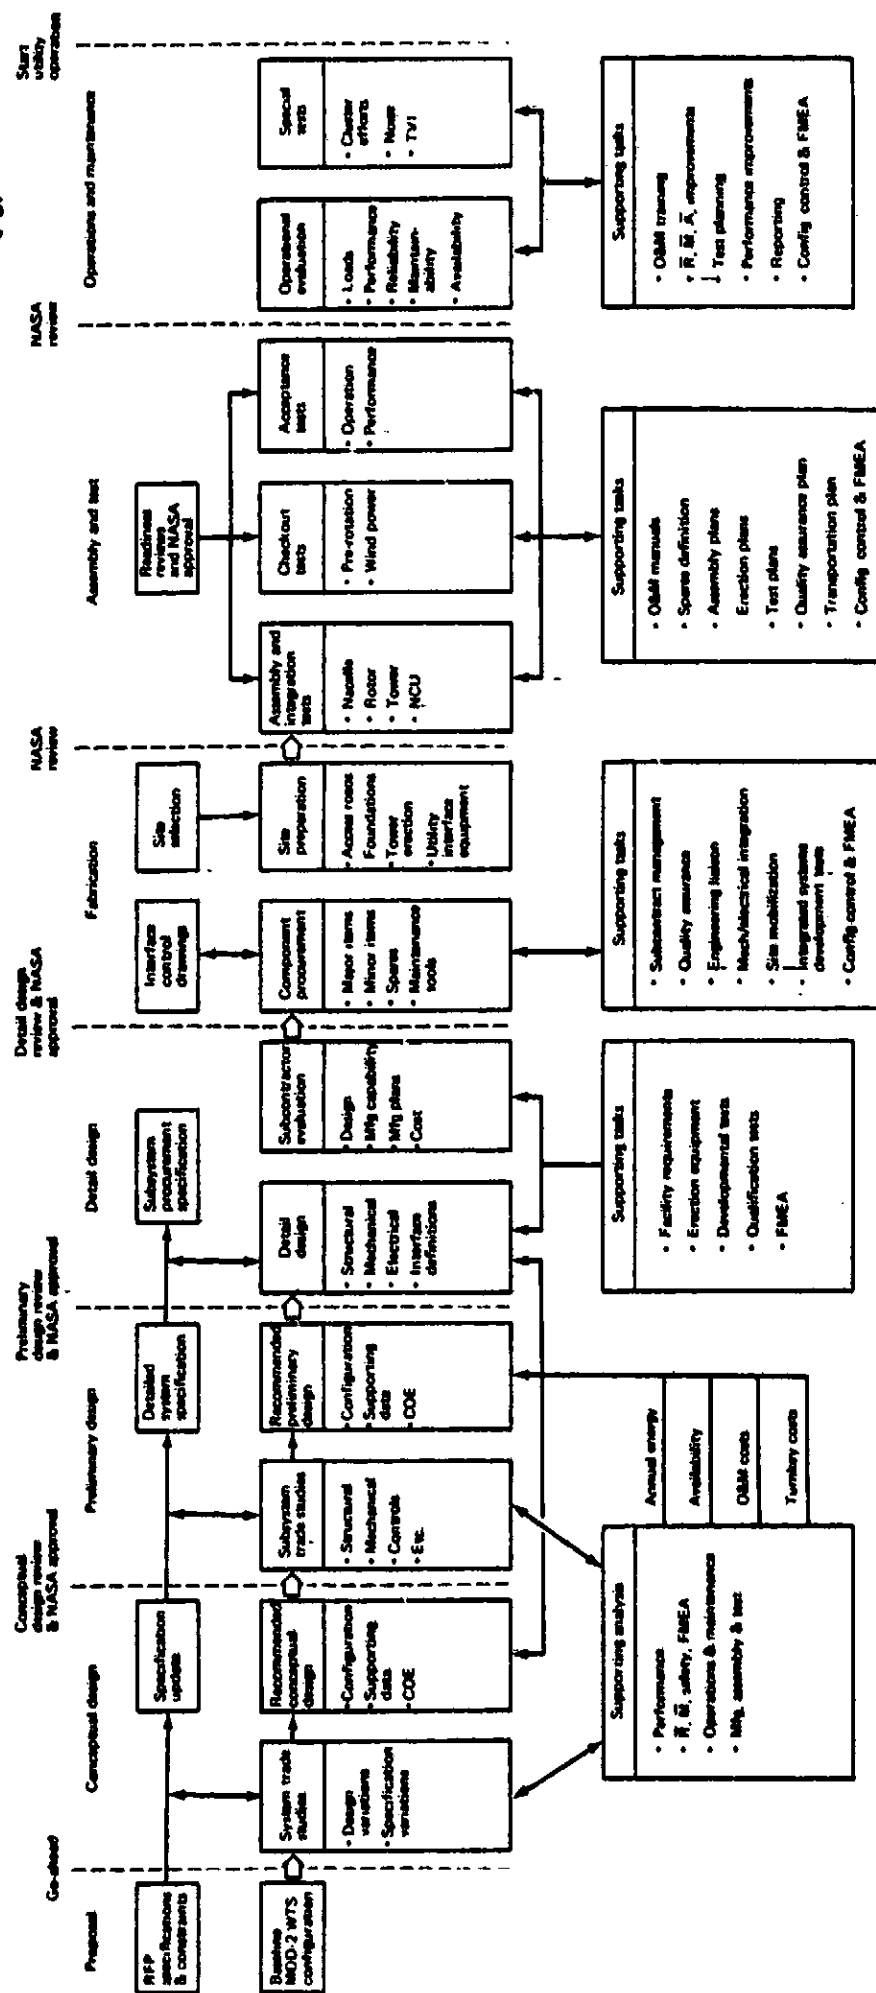 Proposal
Go-ahead
Conceptual design
Conceptual
design review
& NASA approval
Preliminary design
Preliminary
design review
& NASA approval
Detail design
Detail design
review & NASA
approval
Fabrication
NASA
review
Assembly and test
NASA
review
Operations and maintenance
Start
utility
operation
RFP
specifications
& constraints
Specification
update
Detailed
system
specification
Subsystem
procurement
specification
Interface
control
drawings
Site
selection
Readiness
reviews
and NASA
approval
Baseline
MOD-2 WTS
configuration
System trade
studies
• Design
variations
• Specification
variations
Recommended
conceptual
design
• Configuration
• Supporting
data
• COE
Subsystem
trade studies
• Structural
• Mechanical
• Controls
• Etc.
Recommended
preliminary
design
• Configuration
• Supporting
data
• COE
Detail
design
• Structural
• Mechanical
• Electrical
• Interface
definitions
Subcontractor
evaluation
• Design
• Mfg capability
• Mfg plans
• Cost
Component
procurement
• Major items
• Minor items
• Spares
• Maintenance
tools
Site
preparation
• Access roads
Foundations
• Tower
erection
• Utility
interface
equipment
Assembly and
integration
tests
• Nacelle
• Rotor
• Tower
• NCU
Checkout
tests
• Pre-rotation
• Wind power
Acceptance
tests
• Operation
• Performance
Operational
evaluation
• Loads
• Performance
• Reliability
• Maintain-
ability
• Availability
Special
tests
• Cluster
efforts
• Noise
• TVI
Supporting analysis
• Performance
• R̅, M̅, safety, FMEA
• Operations & maintenance
• Mfg, assembly & test
Annual energy
Availability
O&M costs
Turnkey costs
Supporting tasks
• Facility requirements
• Erection equipment
• Developmental tests
• Qualification tests
• FMEA
Supporting tasks
• Subcontract management
• Quality assurance
• Engineering liaison
• Mech/electrical integration
• Site mobilization
• Integrated systems
development tests
• Config control & FMEA
Supporting tasks
• O&M manuals
• Spares definition
• Assembly plans
Erection plans
• Test plans
• Quality assurance plan
• Transportation plan
• Config control & FMEA
Supporting tasks
• O&M training
• R̅, M̅, A̅, improvements
Test planning
• Performance improvements
• Reporting
• Config control & FMEA